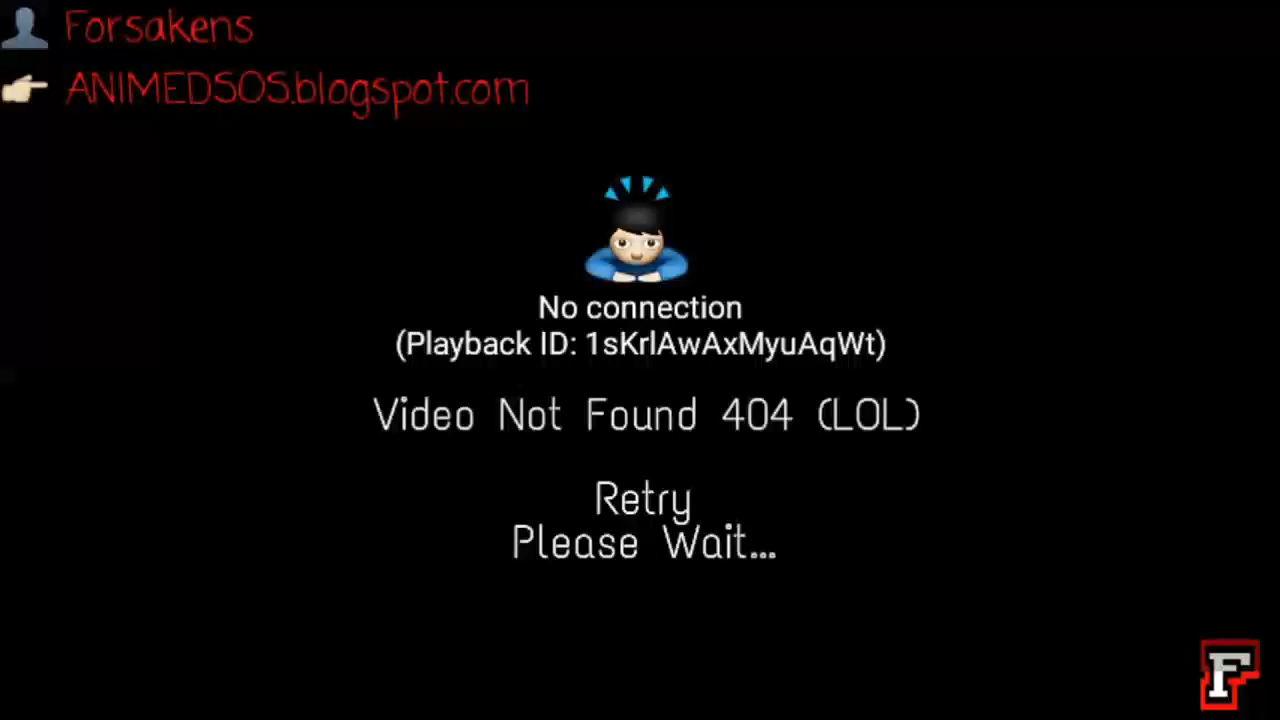 Forsakens
ANIMEDSOS.blogspot.com
No connection
(Playback ID: 1sKrlAwAxMyuAqWt)
Video Not Found 404 (LOL)
Retry
Please Wait...
F